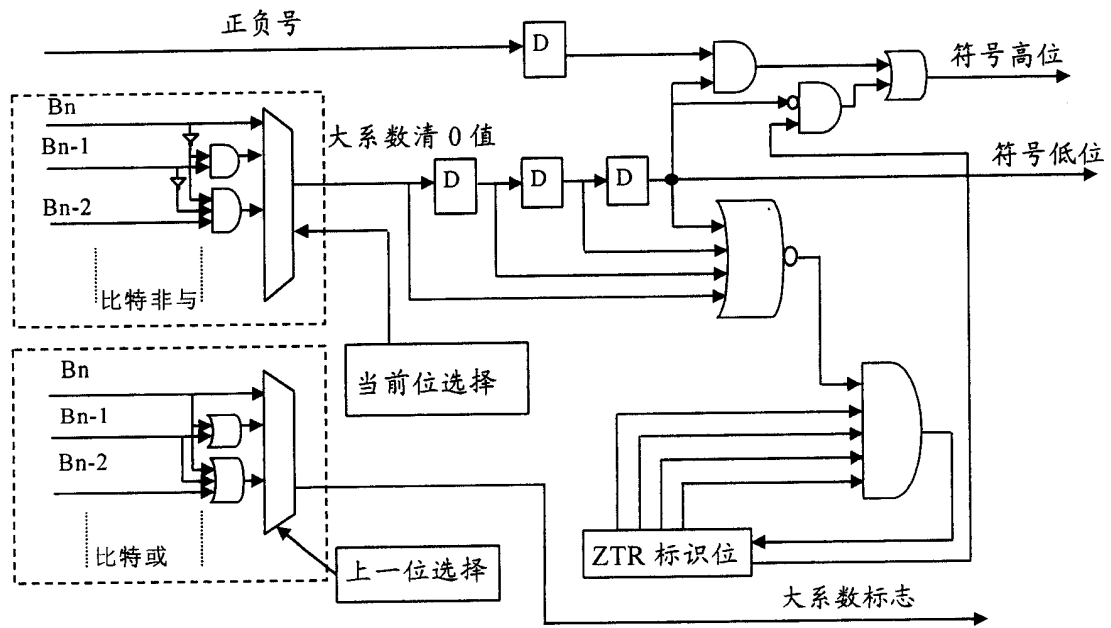 正负号
D
符号高位
Bn
大系数清 0 值
Bn-1
符号低位
D
D
D
Bn-2
比特非与
当前位选择
Bn
Bn-1
Bn-2
ZTR 标识位
比特或
上一位选择
大系数标志